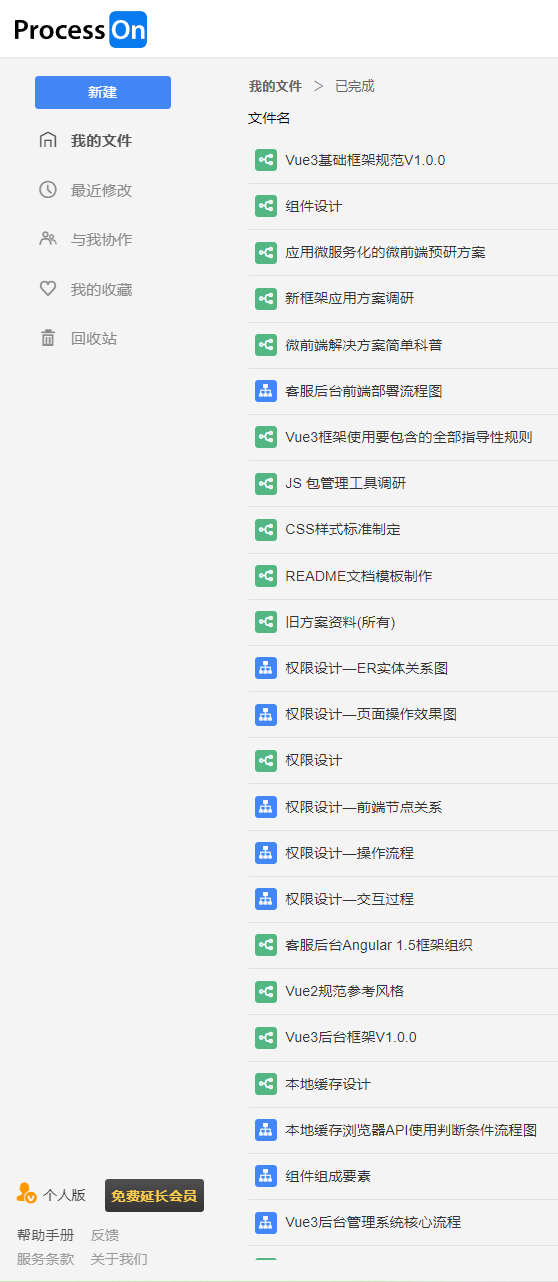 ProcessOn
新建
我的文件
最近修改
与我协作
我的收藏
回收站
我的文件 > 已完成
文件名
Vue3基础框架规范V1.0.0
组件设计
应用微服务化的微前端预研方案
新框架应用方案调研
微前端解决方案简单科普
客服后台前端部署流程图
Vue3框架使用要包含的全部指导性规则
JS 包管理工具调研
CSS样式标准制定
README文档模板制作
旧方案资料(所有)
权限设计—ER实体关系图
权限设计—页面操作效果图
权限设计
权限设计—前端节点关系
权限设计—操作流程
权限设计—交互过程
客服后台Angular 1.5框架组织
Vue2规范参考风格
Vue3后台框架V1.0.0
本地缓存设计
本地缓存浏览器API使用判断条件流程图
组件组成要素
Vue3后台管理系统核心流程
个人版 免费延长会员
帮助手册 反馈
服务条款 关于我们